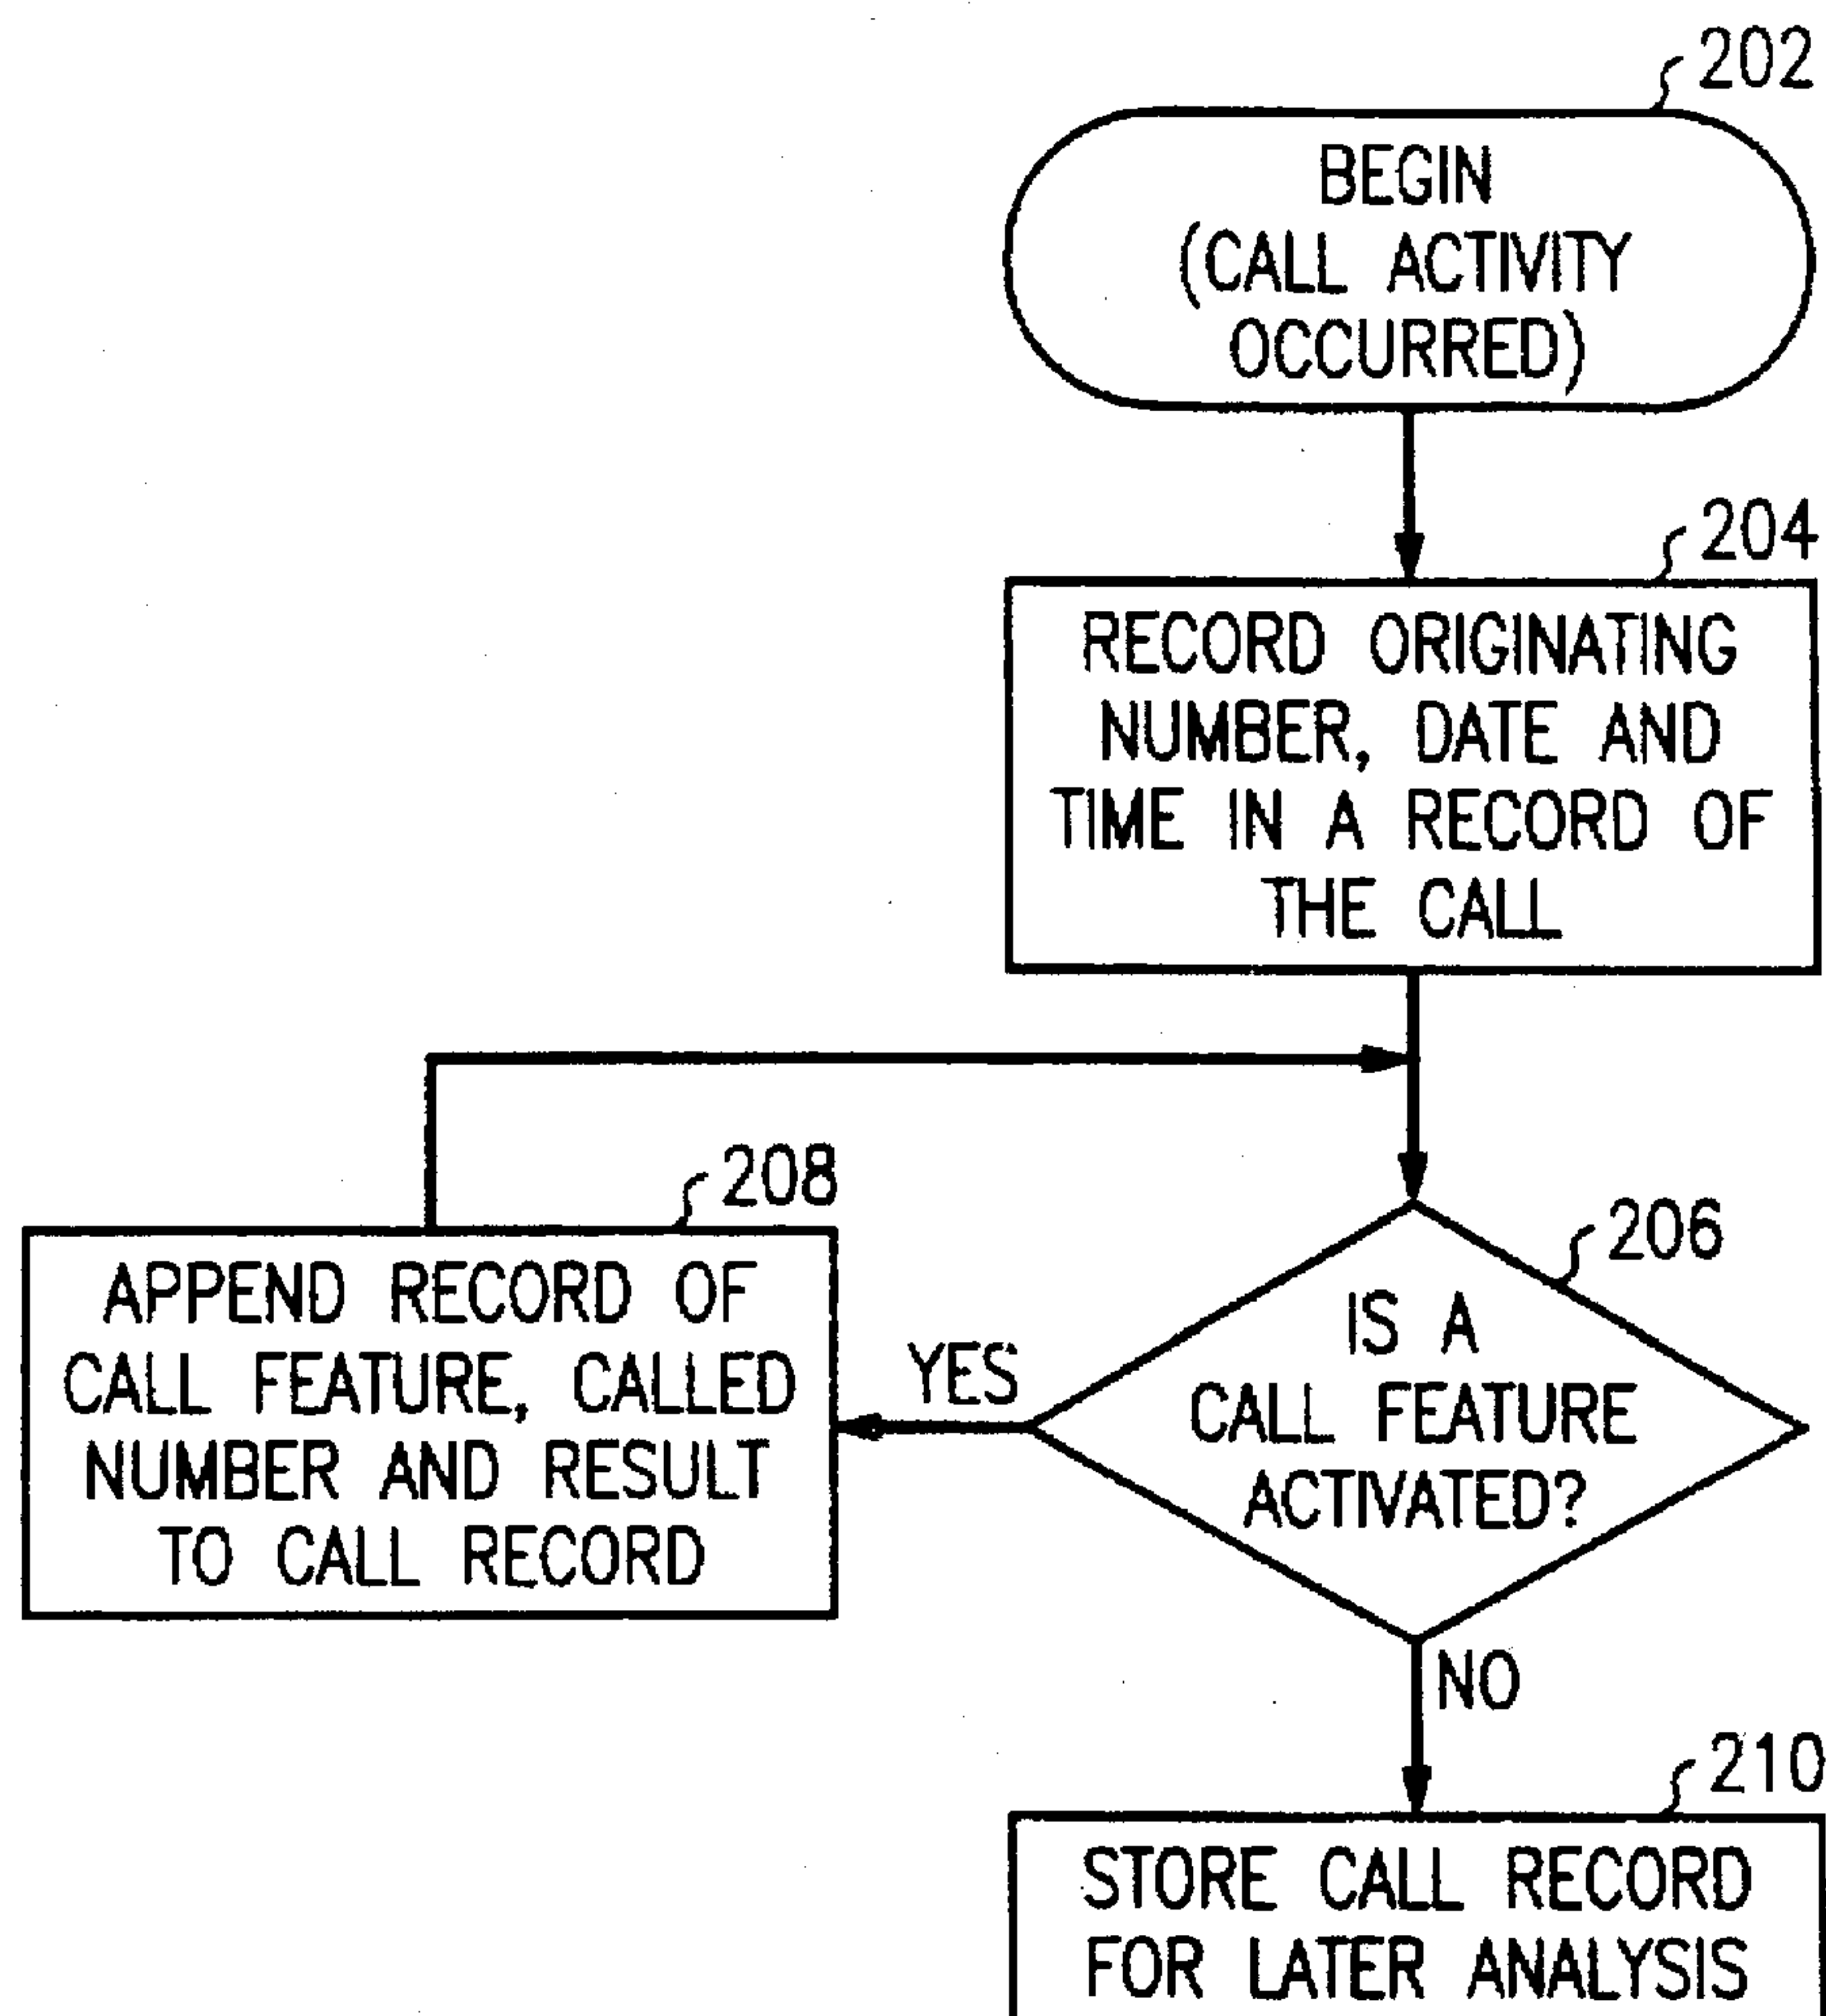 202
BEGIN
(CALL ACTIVITY
OCCURRED)
204
RECORD ORIGINATING
NUMBER, DATE AND
TIME IN A RECORD OF
THE CALL
208
APPEND RECORD OF
CALL FEATURE, CALLED
NUMBER AND RESULT
TO CALL RECORD
YES
206
IS A
CALL FEATURE
ACTIVATED?
NO
210
STORE CALL RECORD
FOR LATER ANALYSIS